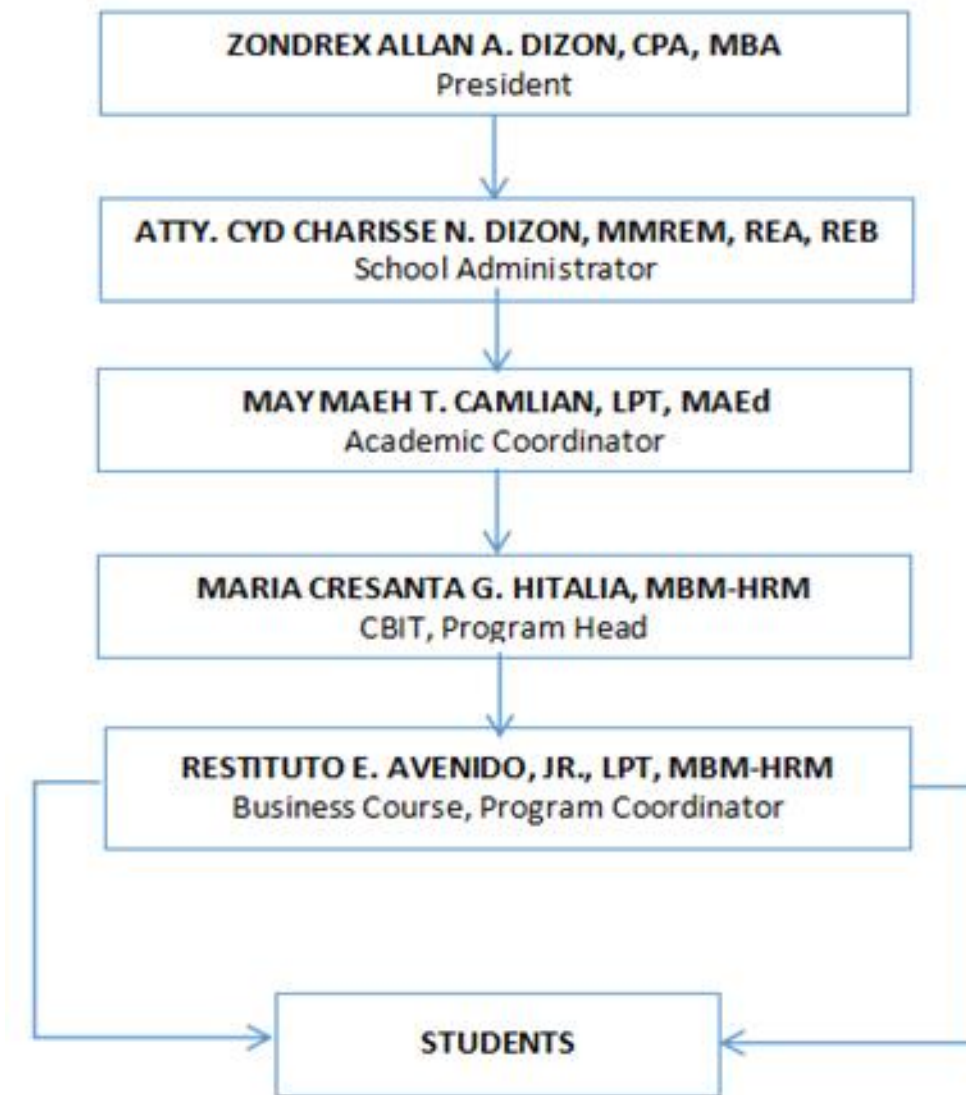 ZONDREX ALLAN A. DIZON, CPA, MBA
President
ATTY. CYD CHARISSE N. DIZON, MMREM, REA, REB
School Administrator
MAY MAEH T. CAMLIAN, LPT, MAEd
Academic Coordinator
MARIA CRESANTA G. HITALIA, MBM-HRM
CBIT, Program Head
RESTITUTO E. AVENIDO, JR., LPT, MBM-HRM
Business Course, Program Coordinator
STUDENTS